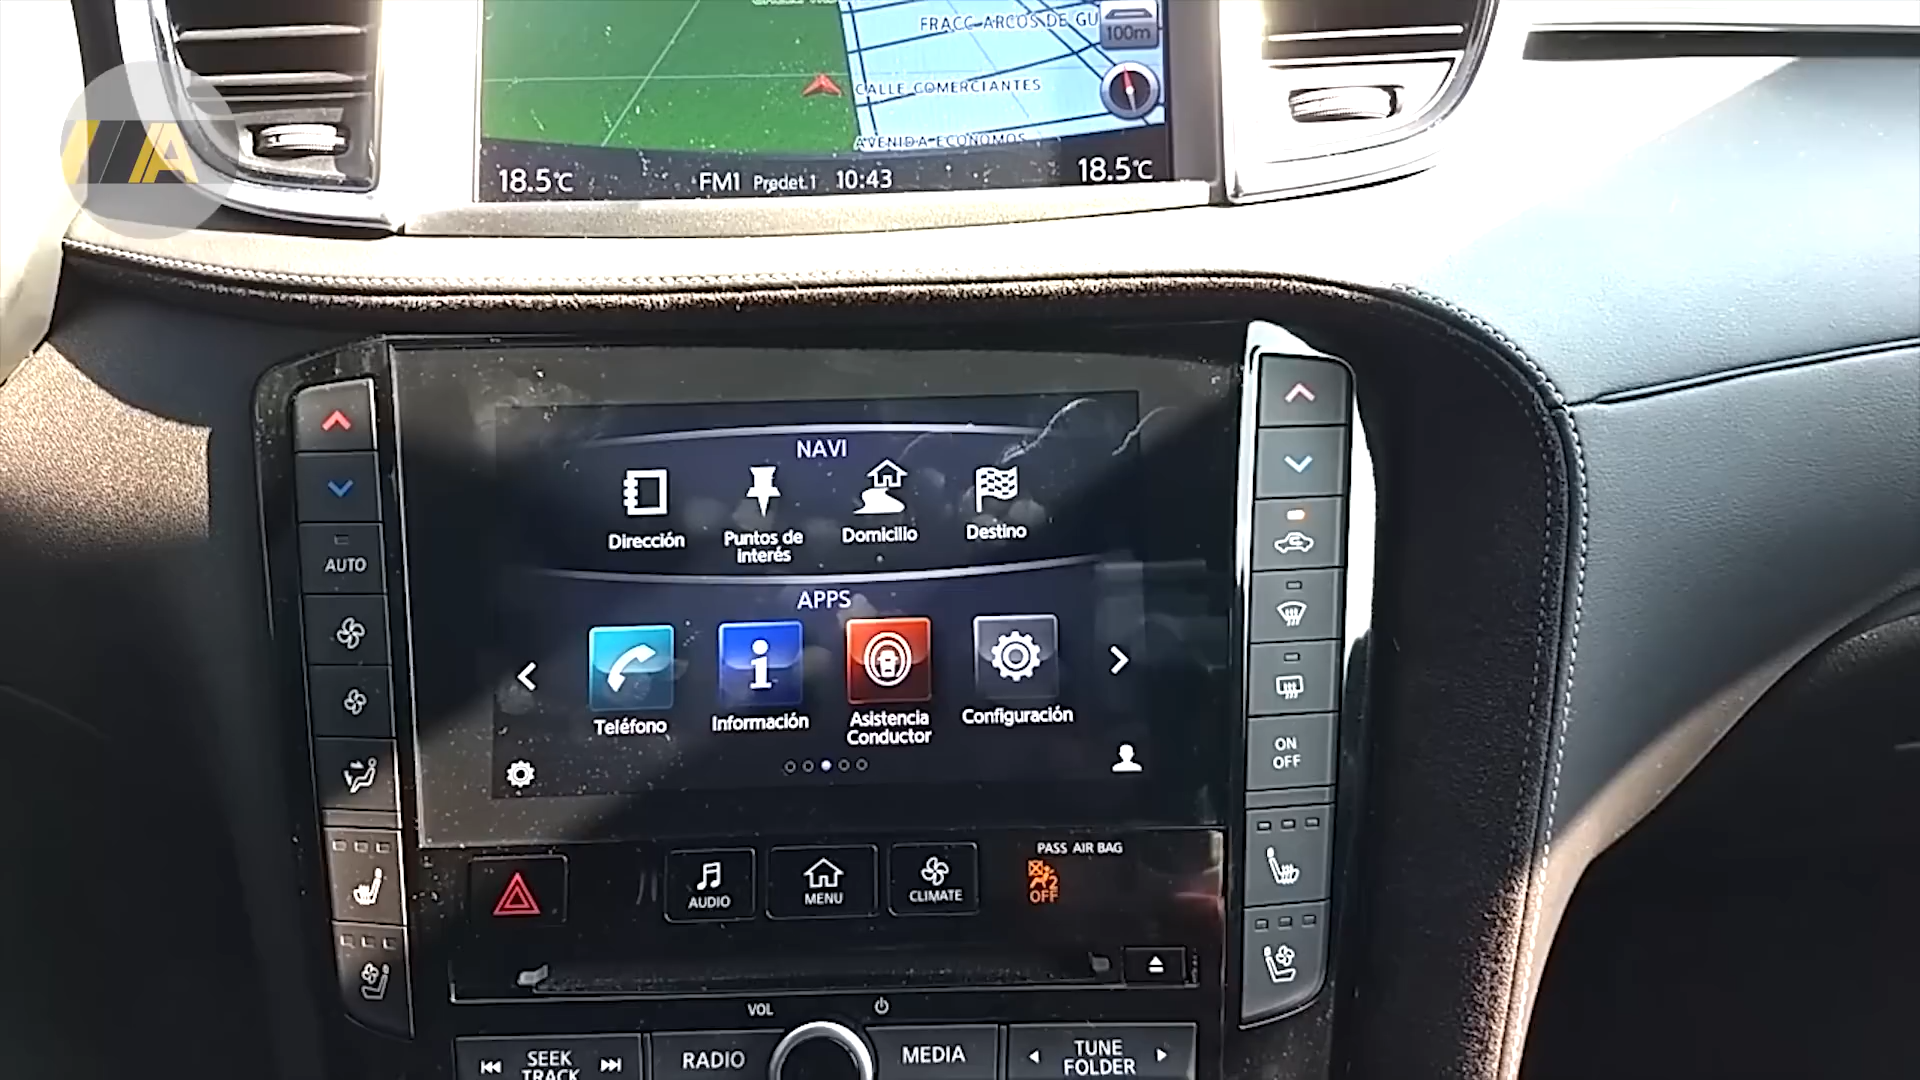 FRACC ARCOS DE GU
100m
CALLE COMERCIANTES
AVENIDA ECONOMOS
18.5°C
FM1 Predet.1 10:43
18.5°C
A
NAVI
Dirección
Puntos de
interés
Domicilio
Destino
APPS
Teléfono
Información
Asistencia
Conductor
Configuración
AUTO
ON
OFF
AUDIO
MENU
CLIMATE
PASS AIR BAG
2
OFF
VOL
SEEK
TRACK
RADIO
MEDIA
TUNE
FOLDER